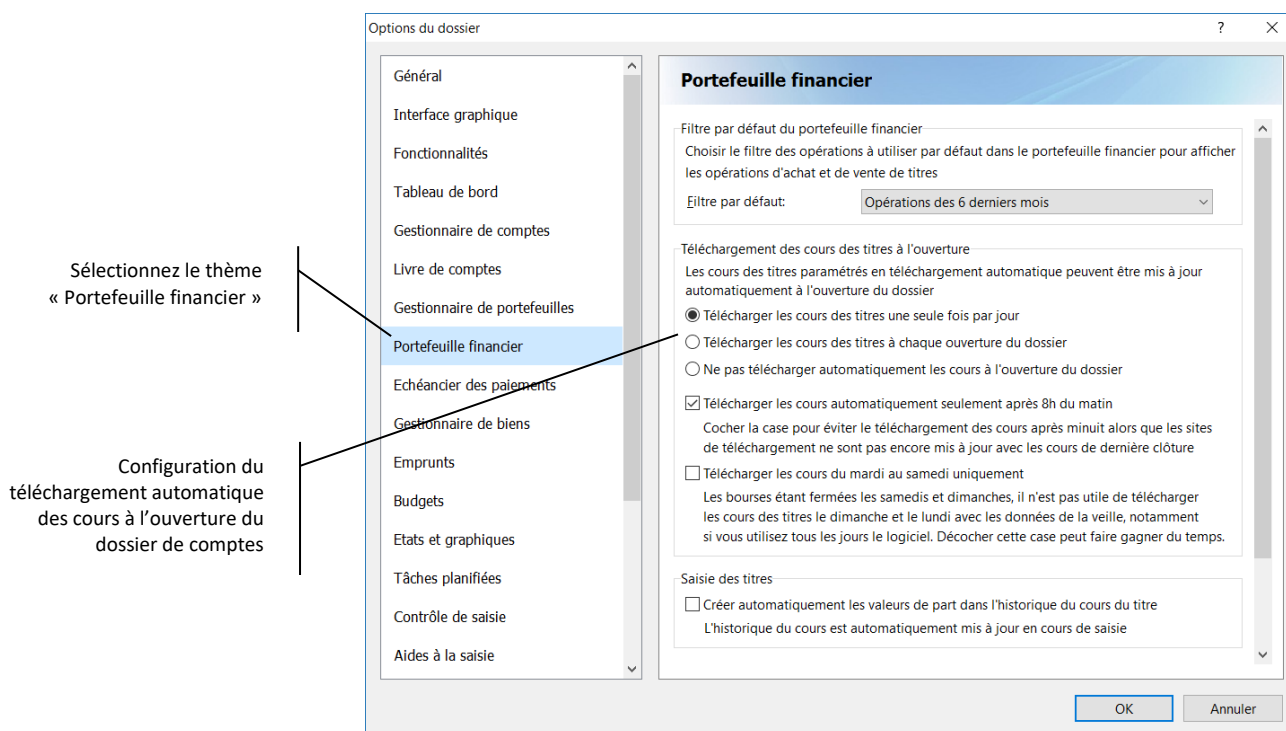 Options du dossier
?
Général
Interface graphique
Fonctionnalités
Tableau de bord
Gestionnaire de comptes
Livre de comptes
Gestionnaire de portefeuilles
Portefeuille financier
Echéancier des paiements
Gestionnaire de biens
Emprunts
Budgets
Etats et graphiques
Tâches planifiées
Contrôle de saisie
Aides à la saisie
Sélectionnez le thème
« Portefeuille financier »
Configuration du
téléchargement automatique
des cours à l’ouverture du
dossier de comptes
Portefeuille financier
Filtre par défaut du portefeuille financier
Choisir le filtre des opérations à utiliser par défaut dans le portefeuille financier pour afficher
les opérations d'achat et de vente de titres
Filtre par défaut: Opérations des 6 derniers mois
Téléchargement des cours des titres à l'ouverture
Les cours des titres paramétrés en téléchargement automatique peuvent être mis à jour
automatiquement à l'ouverture du dossier
Télécharger les cours des titres une seule fois par jour
Télécharger les cours des titres à chaque ouverture du dossier
Ne pas télécharger automatiquement les cours à l'ouverture du dossier
Télécharger les cours automatiquement seulement après 8h du matin
Cocher la case pour éviter le téléchargement des cours après minuit alors que les sites
de téléchargement ne sont pas encore mis à jour avec les cours de dernière clôture
Télécharger les cours du mardi au samedi uniquement
Les bourses étant fermées les samedis et dimanches, il n'est pas utile de télécharger
les cours des titres le dimanche et le lundi avec les données de la veille, notamment
si vous utilisez tous les jours le logiciel. Décocher cette case peut faire gagner du temps.
Saisie des titres
Créer automatiquement les valeurs de part dans l'historique du cours du titre
L'historique du cours est automatiquement mis à jour en cours de saisie
OK
Annuler